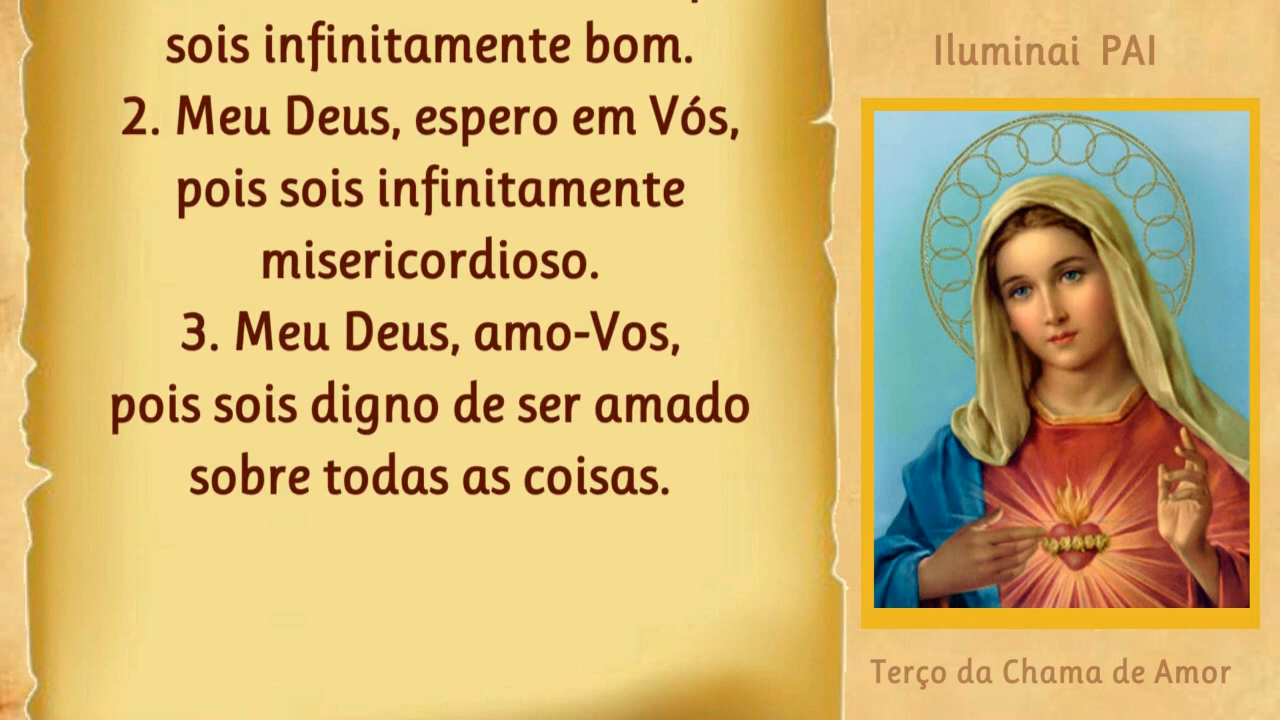 sois infinitamente bom.
2. Meu Deus, espero em Vós,
pois sois infinitamente
misericordioso.
3. Meu Deus, amo-Vos,
pois sois digno de ser amado
sobre todas as coisas.
Iluminai PAI
Terço da Chama de Amor